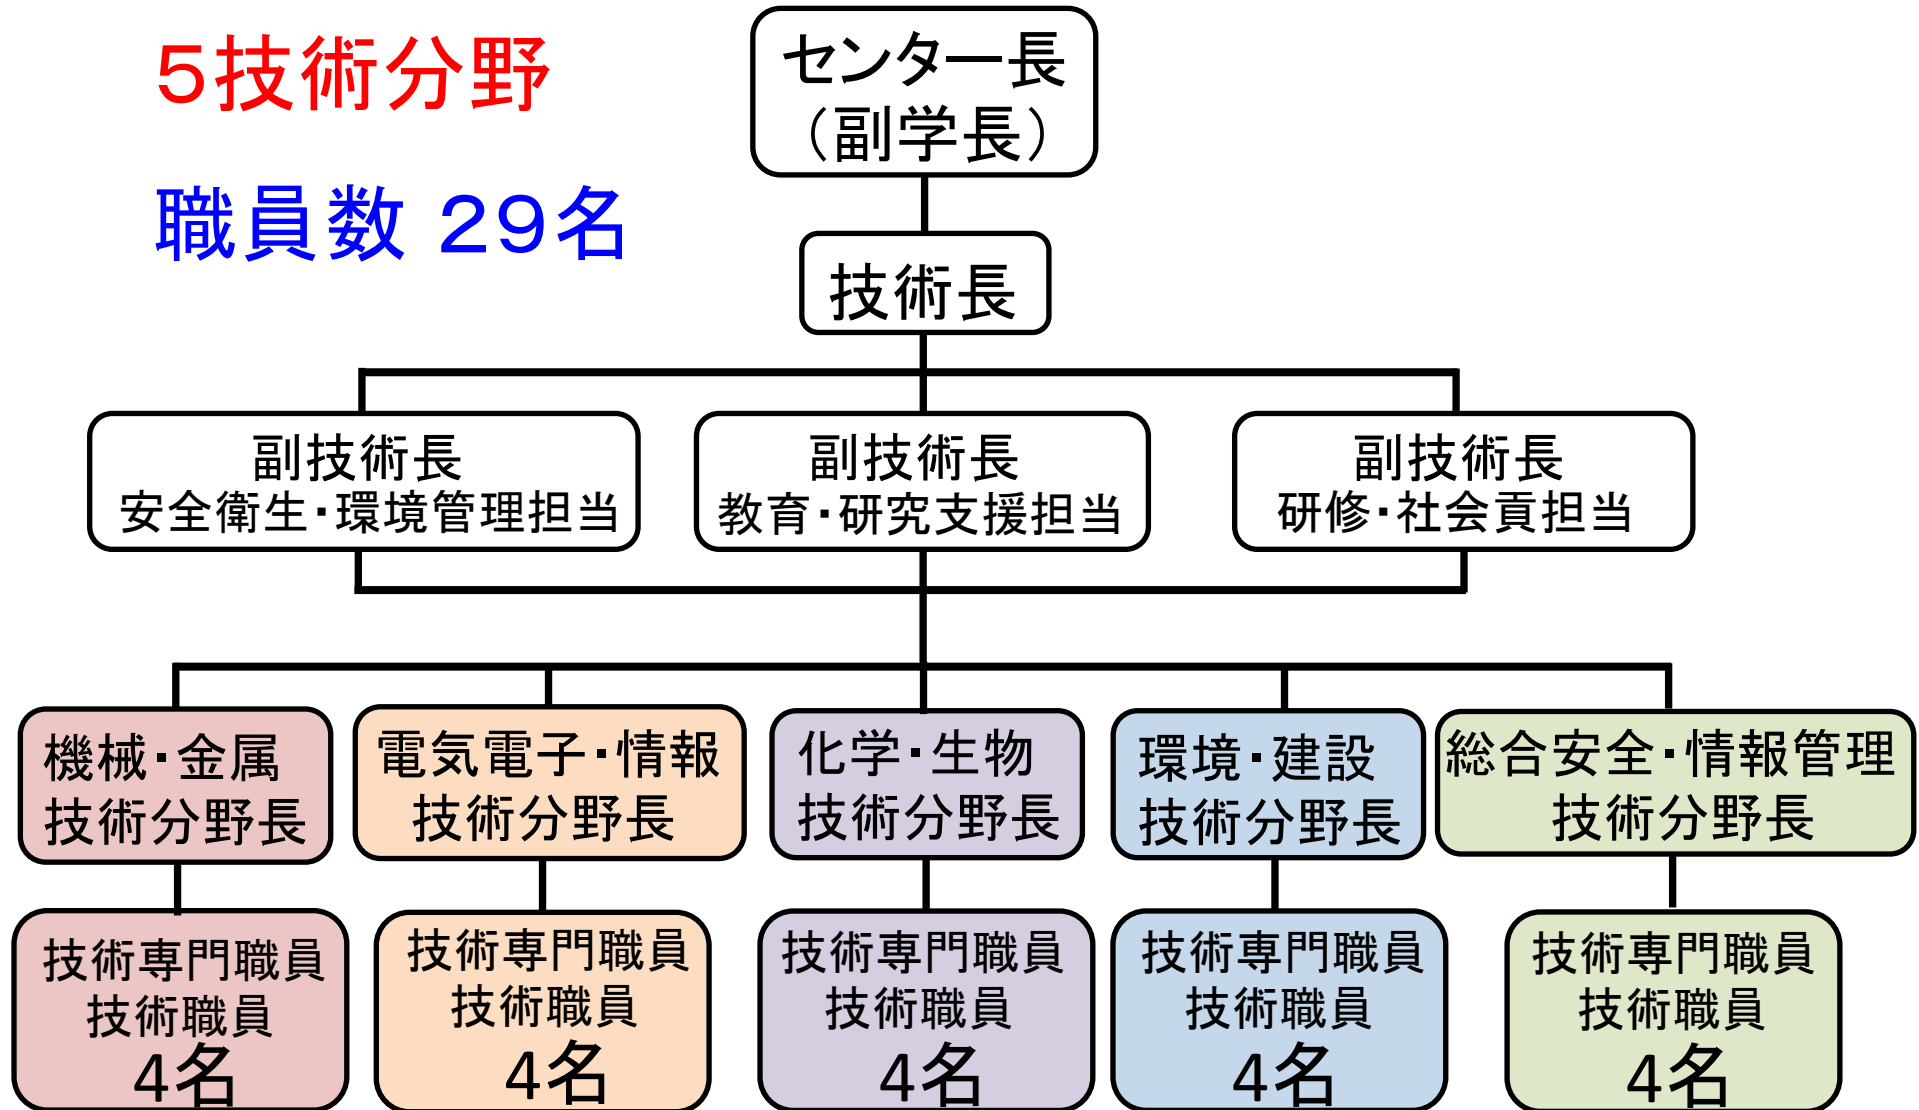 5技術分野
職員数 29名
センター長
（副学長）
技術長
副技術長
安全衛生・環境管理担当
副技術長
教育・研究支援担当
副技術長
研修・社会貢担当
機械・金属
技術分野長
電気電子・情報
技術分野長
化学・生物
技術分野長
環境・建設
技術分野長
総合安全・情報管理
技術分野長
技術専門職員
技術職員
4名
技術専門職員
技術職員
4名
技術専門職員
技術職員
4名
技術専門職員
技術職員
4名
技術専門職員
技術職員
4名